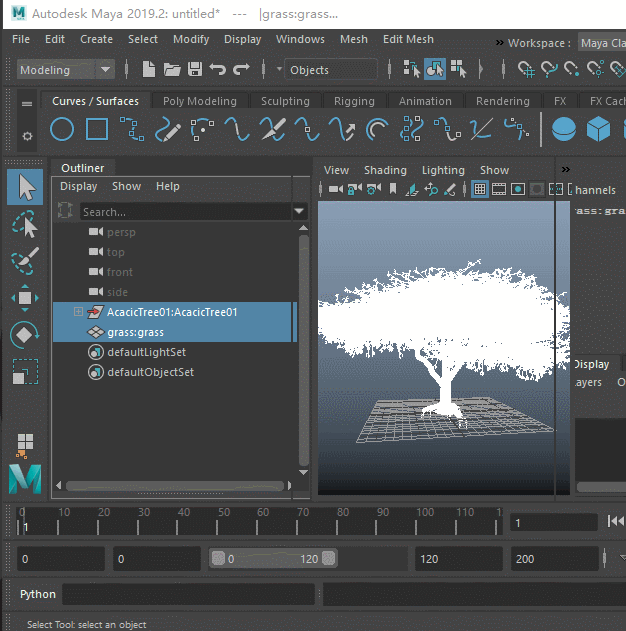 Autodesk Maya 2019.2: untitled* --- |grass:grass...
File Edit Create Select Modify Display Windows Mesh Edit Mesh
» Workspace : Maya Cla
Modeling Objects
Curves / Surfaces Poly Modeling Sculpting Rigging Animation Rendering FX FX Cach
Outliner
Display Show Help
Search...
persp
top
front
side
AcacicTree01:AcacicTree01
grass:grass
defaultLightSet
defaultObjectSet
View Shading Lighting Show »
hannels
ass:gra
Display
ayers O
0 10 20 30 40 50 60 70 80 90 100 110 1
1 1
0 0 0 120 120 200
Python
Select Tool: select an object